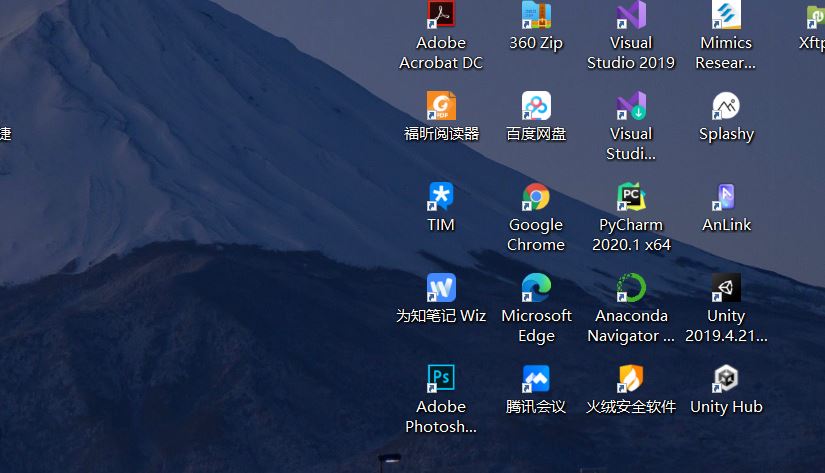 Adobe
Acrobat DC
360 Zip
Visual
Studio 2019
Mimics
Resear...
Xftp
捷
福昕阅读器
百度网盘
Visual
Studi...
Splashy
TIM
Google
Chrome
PyCharm
2020.1 x64
AnLink
为知笔记 Wiz
Microsoft
Edge
Anaconda
Navigator ...
Unity
2019.4.21...
Adobe
Photosh...
腾讯会议
火绒安全软件
Unity Hub